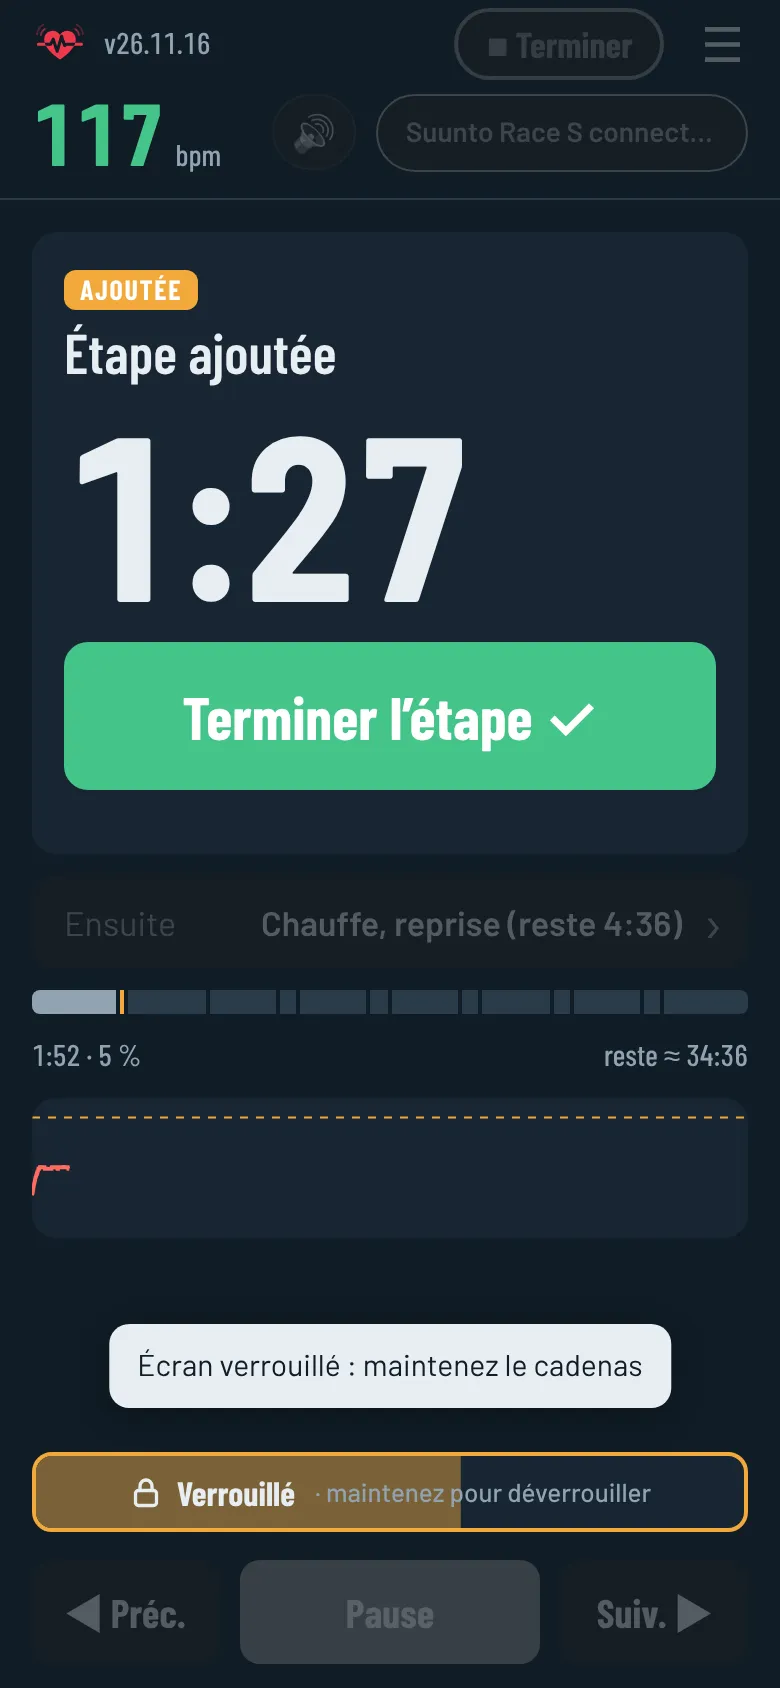 v26.11.16
■ Terminer
117 bpm
Suunto Race S connect...
AJOUTÉE
Étape ajoutée
1:27
Terminer l’étape ✓
Ensuite
Chauffe, reprise (reste 4:36) ›
1:52 · 5 %
reste ≈ 34:36
Écran verrouillé : maintenez le cadenas
Verrouillé · maintenez pour déverrouiller
◀ Préc.
Pause
Suiv. ▶